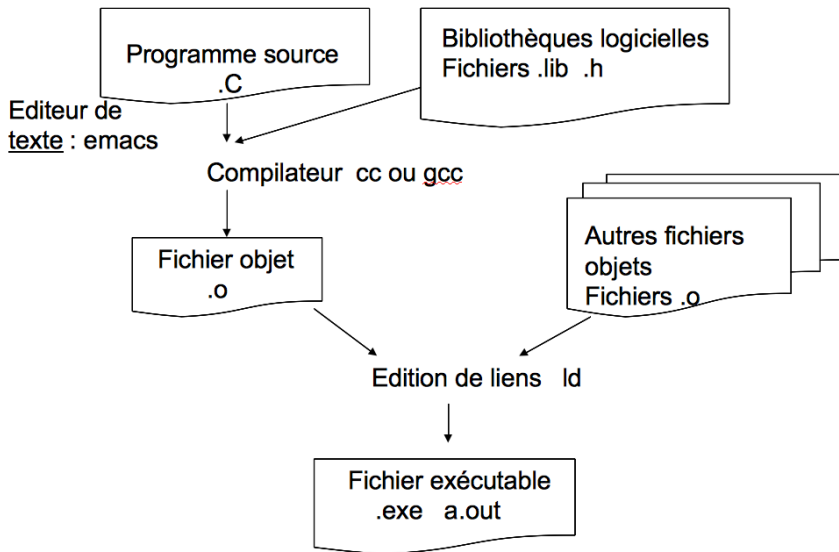 Programme source
.C
Bibliothèques logicielles
Fichiers .lib .h
Editeur de
texte : emacs
Compilateur cc ou gcc
Fichier objet
.o
Autres fichiers
objets
Fichiers .o
Edition de liens ld
Fichier exécutable
.exe a.out